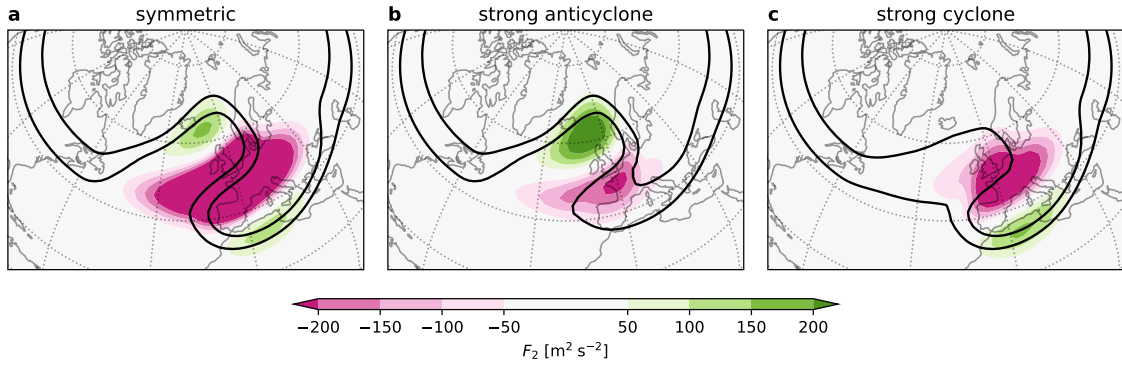 a symmetric
b strong anticyclone
c strong cyclone
−200 −150 −100 −50 50 100 150 200
F₂ [m² s⁻²]